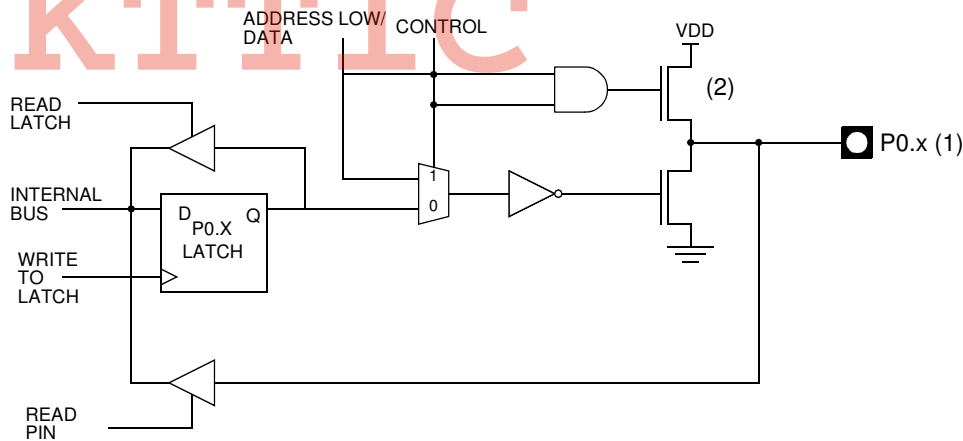 KTTIC
ADDRESS LOW/
DATA
CONTROL
VDD
READ
LATCH
(2)
P0.x (1)
1
INTERNAL
BUS
0
D
Q
P0.X
LATCH
WRITE
TO
LATCH
READ
PIN